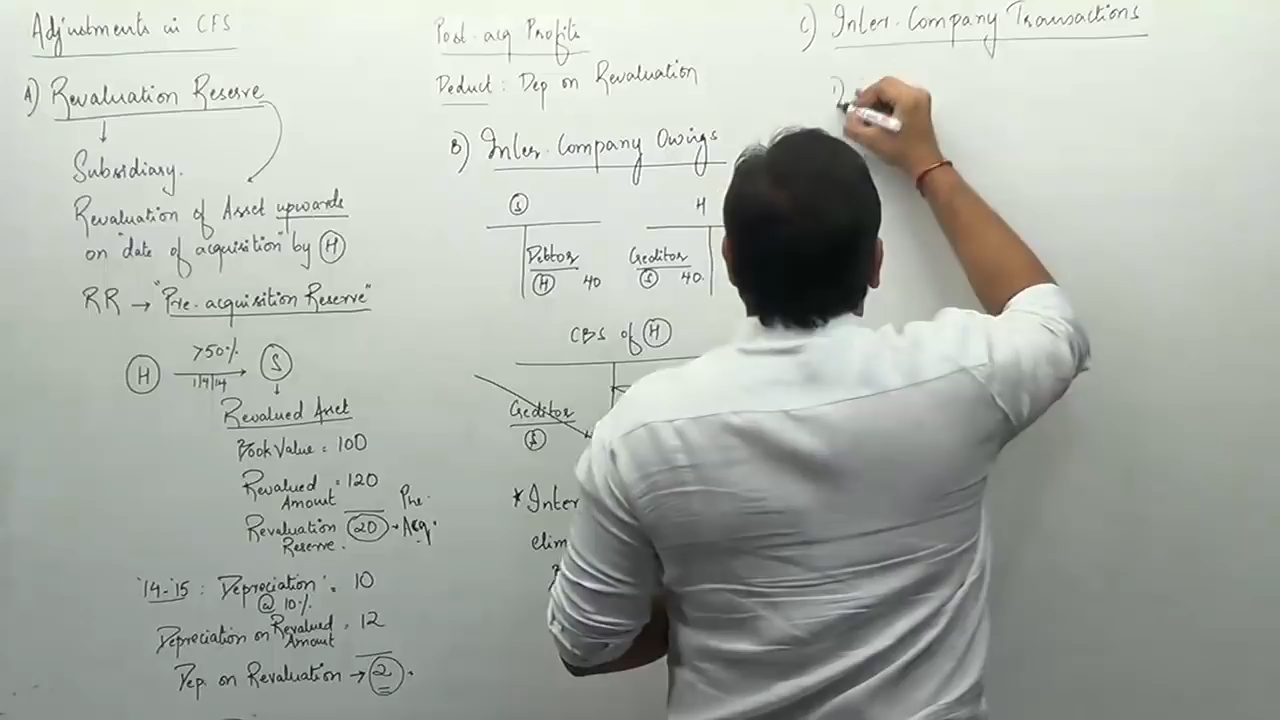 Adjustments in CFS
A) Revaluation Reserve
Subsidiary.
Revaluation of Asset upwards
on "date of acquisition" by H
RR → "Pre-acquisition Reserve"
H >50% S
1/4/14
Revalued Asset
Book Value = 100
Revalued Amount = 120
Revaluation Reserve. 20 → Pre-Acq.
'14-'15 : Depreciation = 10
@ 10%
Depreciation on Revalued Amount = 12
Dep. on Revaluation → 2.
Post-acq Profits
Deduct : Dep on Revaluation
B) Inter-Company Owings
S H
Debtor Creditor
H 40 S 40.
CBS of H
Creditor
S
* Inter
elim
C) Inter-Company Transactions